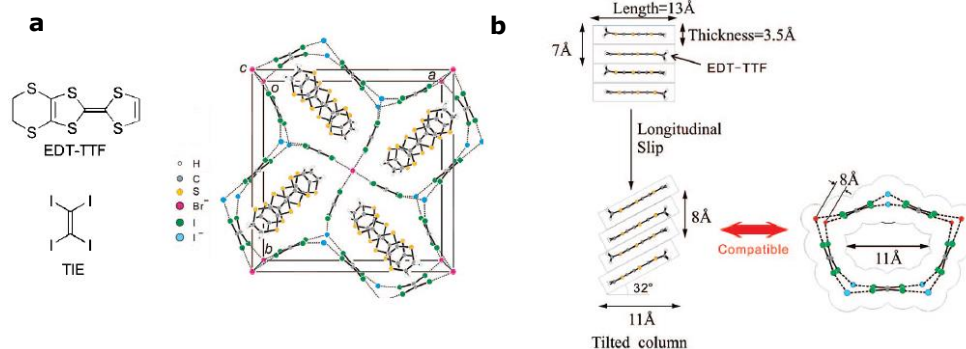 a
b
EDT-TTF
TIE
c
o
a
b
H
C
S
Br⁻
I
I⁻
Length=13Å
Thickness=3.5Å
7Å
EDT-TTF
Longitudinal
Slip
8Å
32°
11Å
Tilted column
Compatible
8Å
11Å
S
S
S
S
S
S
I
I
I
I